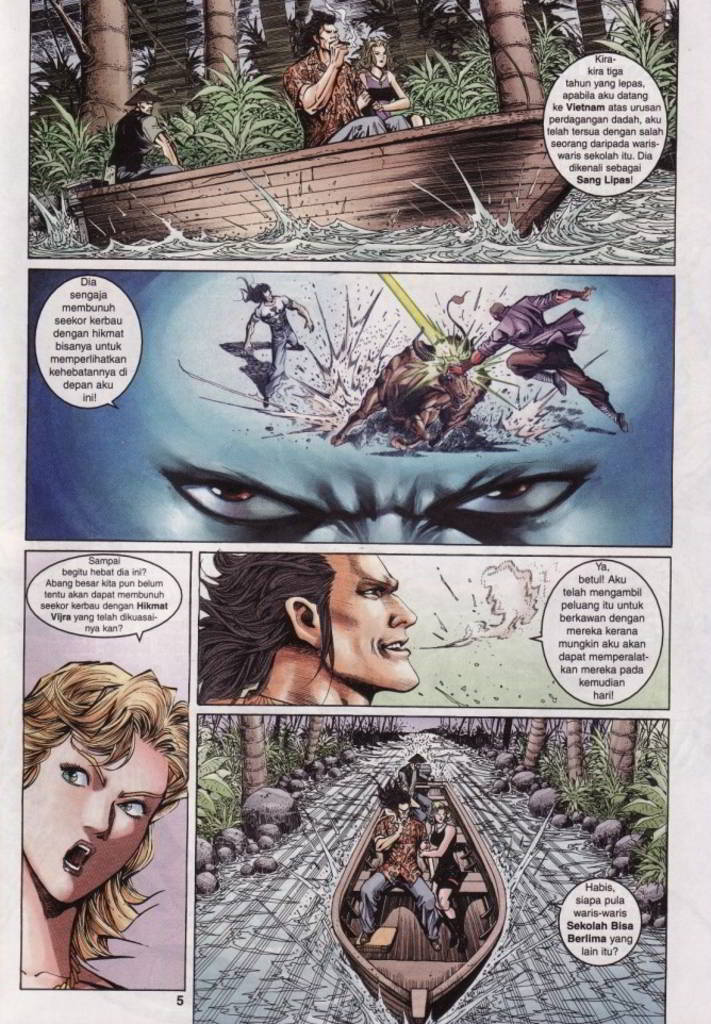 Kira-
kira tiga
tahun yang lepas,
apabila aku datang
ke Vietnam atas urusan
perdagangan dadah, aku
telah tersua dengan salah
seorang daripada waris-
waris sekolah itu. Dia
dikenali sebagai
Sang Lipas!
Dia
sengaja
membunuh
seekor kerbau
dengan hikmat
bisanya untuk
memperlihatkan
kehebatannya di
depan aku
ini!
Sampai
begitu hebat dia ini?
Abang besar kita pun belum
tentu akan dapat membunuh
seekor kerbau dengan Hikmat
Vijra yang telah dikuasai-
nya kan?
Ya,
betul! Aku
telah mengambil
peluang itu untuk
berkawan dengan
mereka kerana
mungkin aku akan
dapat memperalat-
kan mereka pada
kemudian
hari!
Habis,
siapa pula
waris-waris
Sekolah Bisa
Berlima yang
lain itu?
5